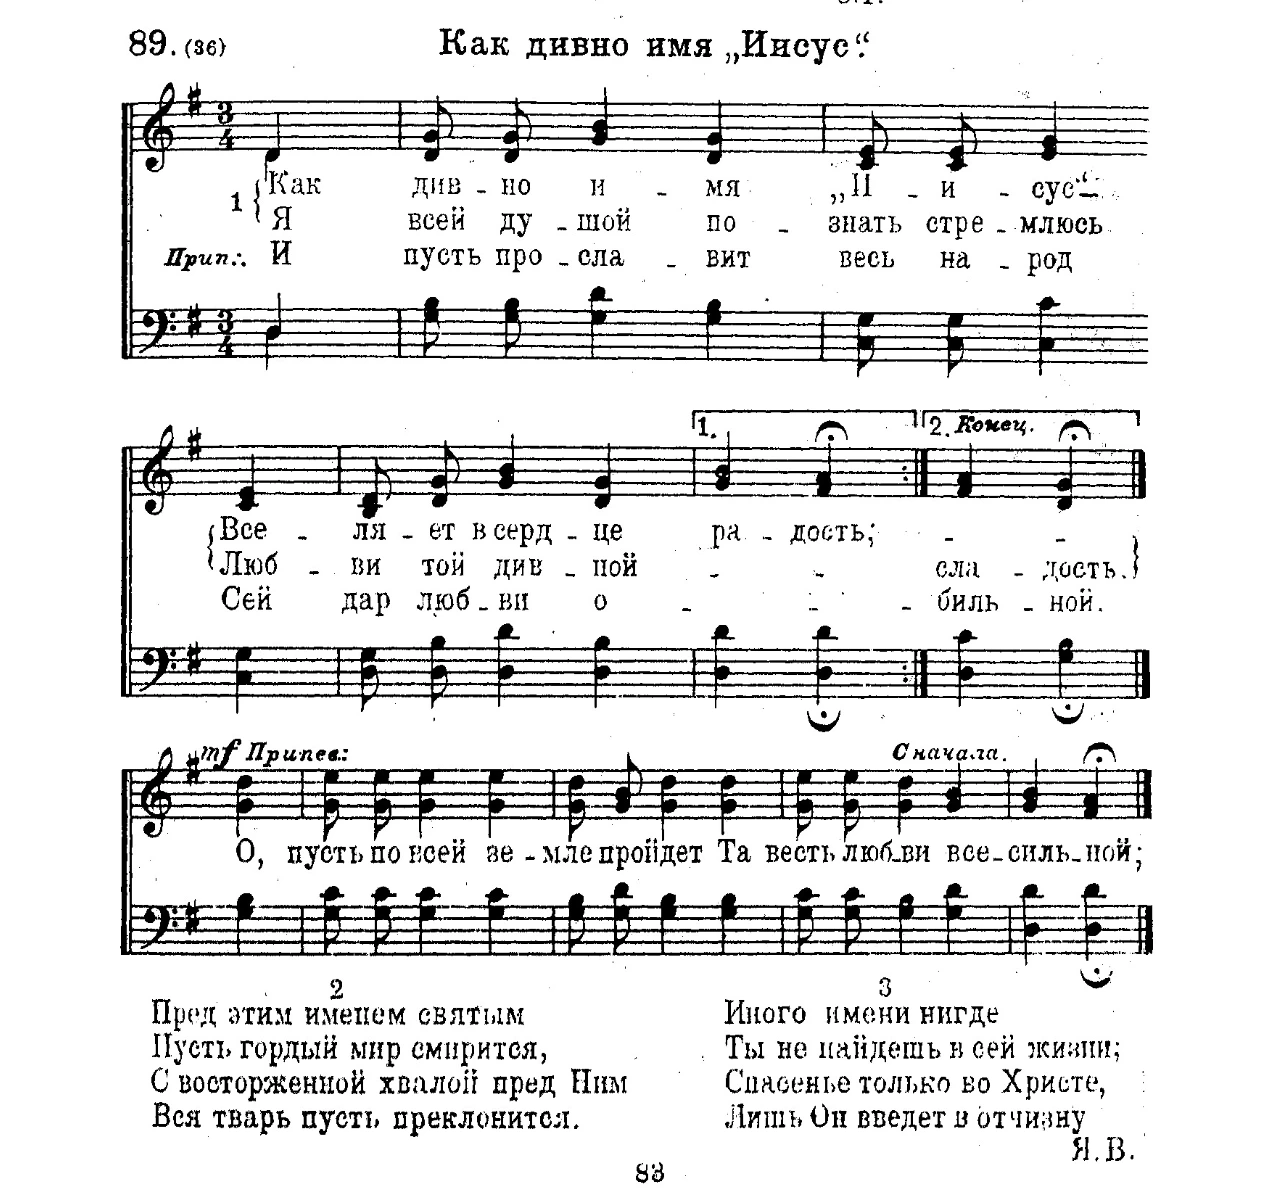 89. (36) Как дивно имя „Иисус“.
3 4
Как див - но и - мя „И - и - сус“—
1 Я всей ду - шой по - знать стре - млюсь
Прип.: И пусть про - сла - вит весь на - род
3 4
1. 2. Конец.
Все - ля - ет в серд - це ра - дость; - -
Люб - ви той див - ной - - сла - дость.
Сей дар люб - ви о - - - биль - ной.
mf Припев: Сначала.
О, пусть по всей зе - мле пройдет Та весть люб-ви все-силь-ной;
2
Пред этим именем святым
Пусть гордый мир смирится,
С восторженной хвалой пред Ним
Вся тварь пусть преклонится.
3
Иного имени нигде
Ты не найдешь в сей жизни;
Спасенье только во Христе,
Лишь Он введет в отчизну
Я. В.
83